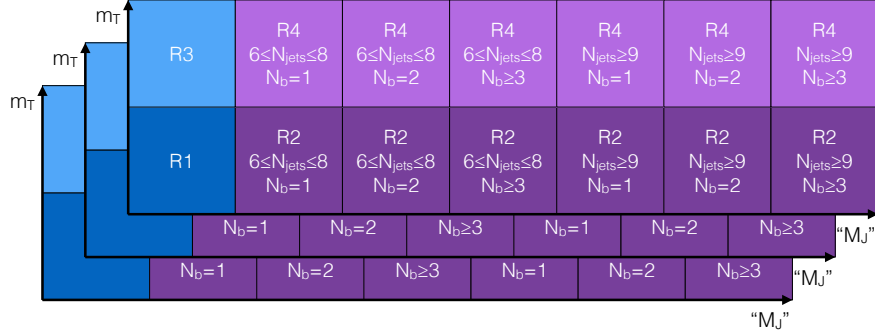 m_T
R3
R4
6≤N_jets≤8
N_b=1
R4
6≤N_jets≤8
N_b=2
R4
6≤N_jets≤8
N_b≥3
R4
N_jets≥9
N_b=1
R4
N_jets≥9
N_b=2
R4
N_jets≥9
N_b≥3
m_T
m_T
R1
R2
6≤N_jets≤8
N_b=1
R2
6≤N_jets≤8
N_b=2
R2
6≤N_jets≤8
N_b≥3
R2
N_jets≥9
N_b=1
R2
N_jets≥9
N_b=2
R2
N_jets≥9
N_b≥3
N_b=1
N_b=2
N_b≥3
N_b=1
N_b=2
N_b≥3
“M_J”
N_b=1
N_b=2
N_b≥3
N_b=1
N_b=2
N_b≥3
“M_J”
“M_J”